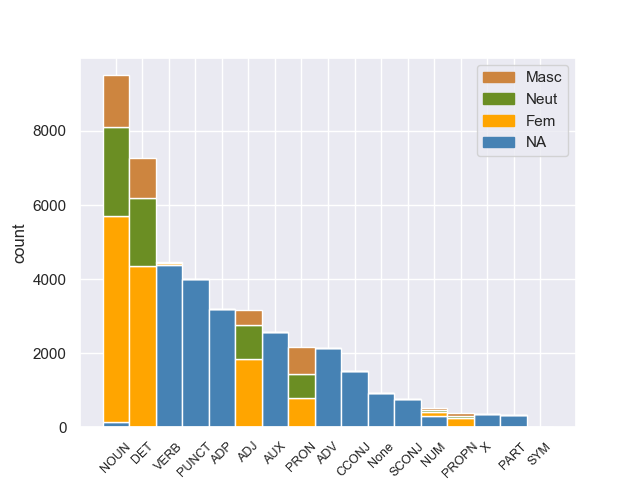 Masc
Neut
Fem
NA
count
8000
6000
4000
2000
0
NOUN
DET
VERB
PUNCT
ADP
ADJ
AUX
PRON
ADV
CCONJ
None
SCONJ
NUM
PROPN
X
PART
SYM